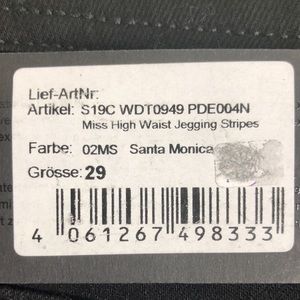 Lief-ArtNr:
Artikel: S19C WDT0949 PDE004N
Miss High Waist Jegging Stripes
Farbe: 02MS Santa Monica
Grösse: 29
4 061267 498333